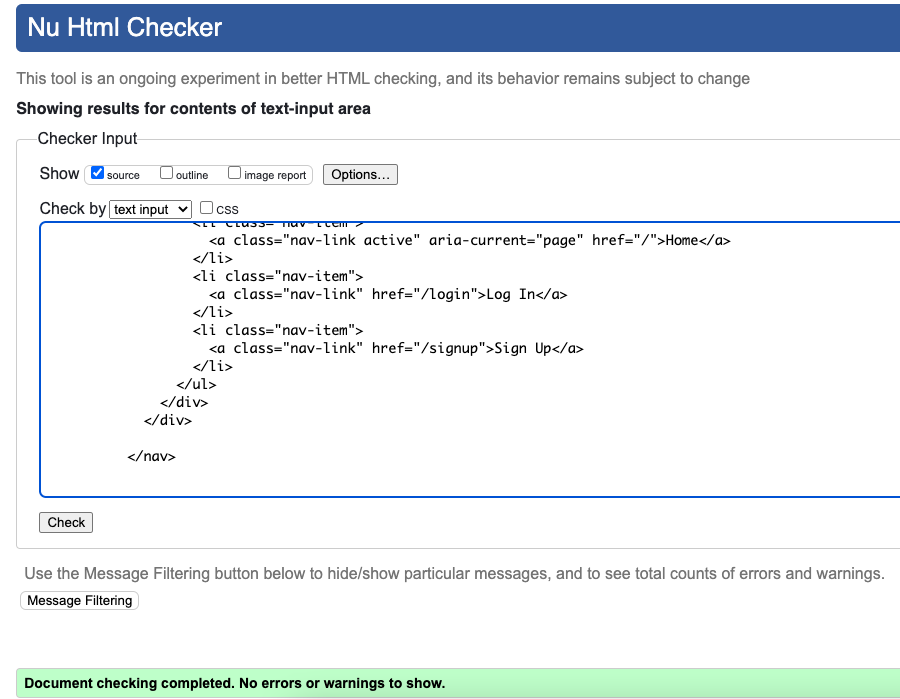 Nu Html Checker
This tool is an ongoing experiment in better HTML checking, and its behavior remains subject to change
Showing results for contents of text-input area
Checker Input
Show source outline image report Options...
Check by text input CSS
<li class="nav-item">
<a class="nav-link active" aria-current="page" href="/">Home</a>
</li>
<li class="nav-item">
<a class="nav-link" href="/login">Log In</a>
</li>
<li class="nav-item">
<a class="nav-link" href="/signup">Sign Up</a>
</li>
</ul>
</div>
</div>
</nav>
Check
Use the Message Filtering button below to hide/show particular messages, and to see total counts of errors and warnings.
Message Filtering
Document checking completed. No errors or warnings to show.